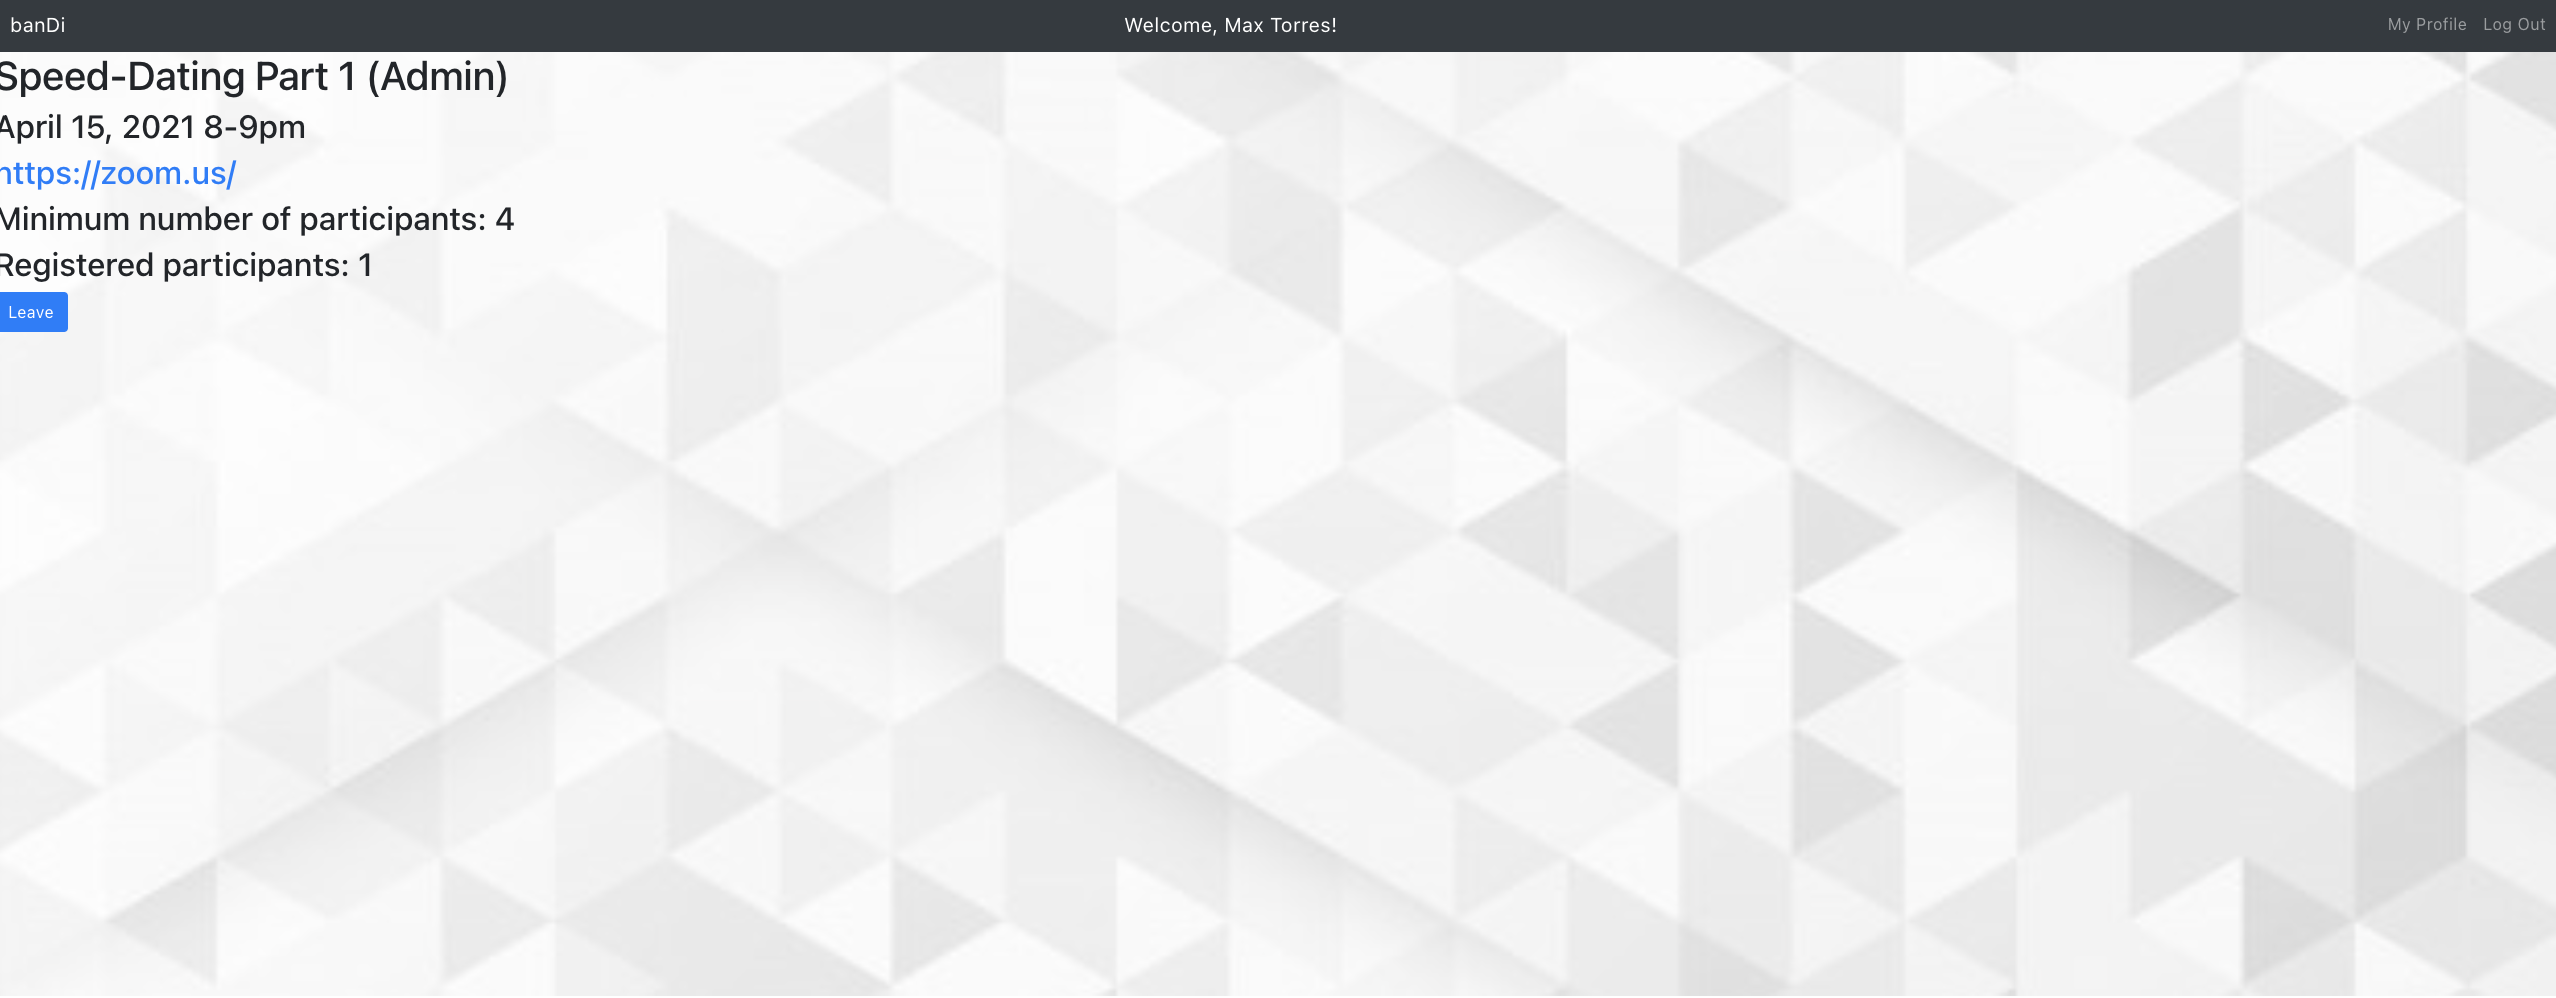 banDi Welcome, Max Torres! My Profile Log Out
Speed-Dating Part 1 (Admin)
April 15, 2021 8-9pm
https://zoom.us/
Minimum number of participants: 4
Registered participants: 1
Leave